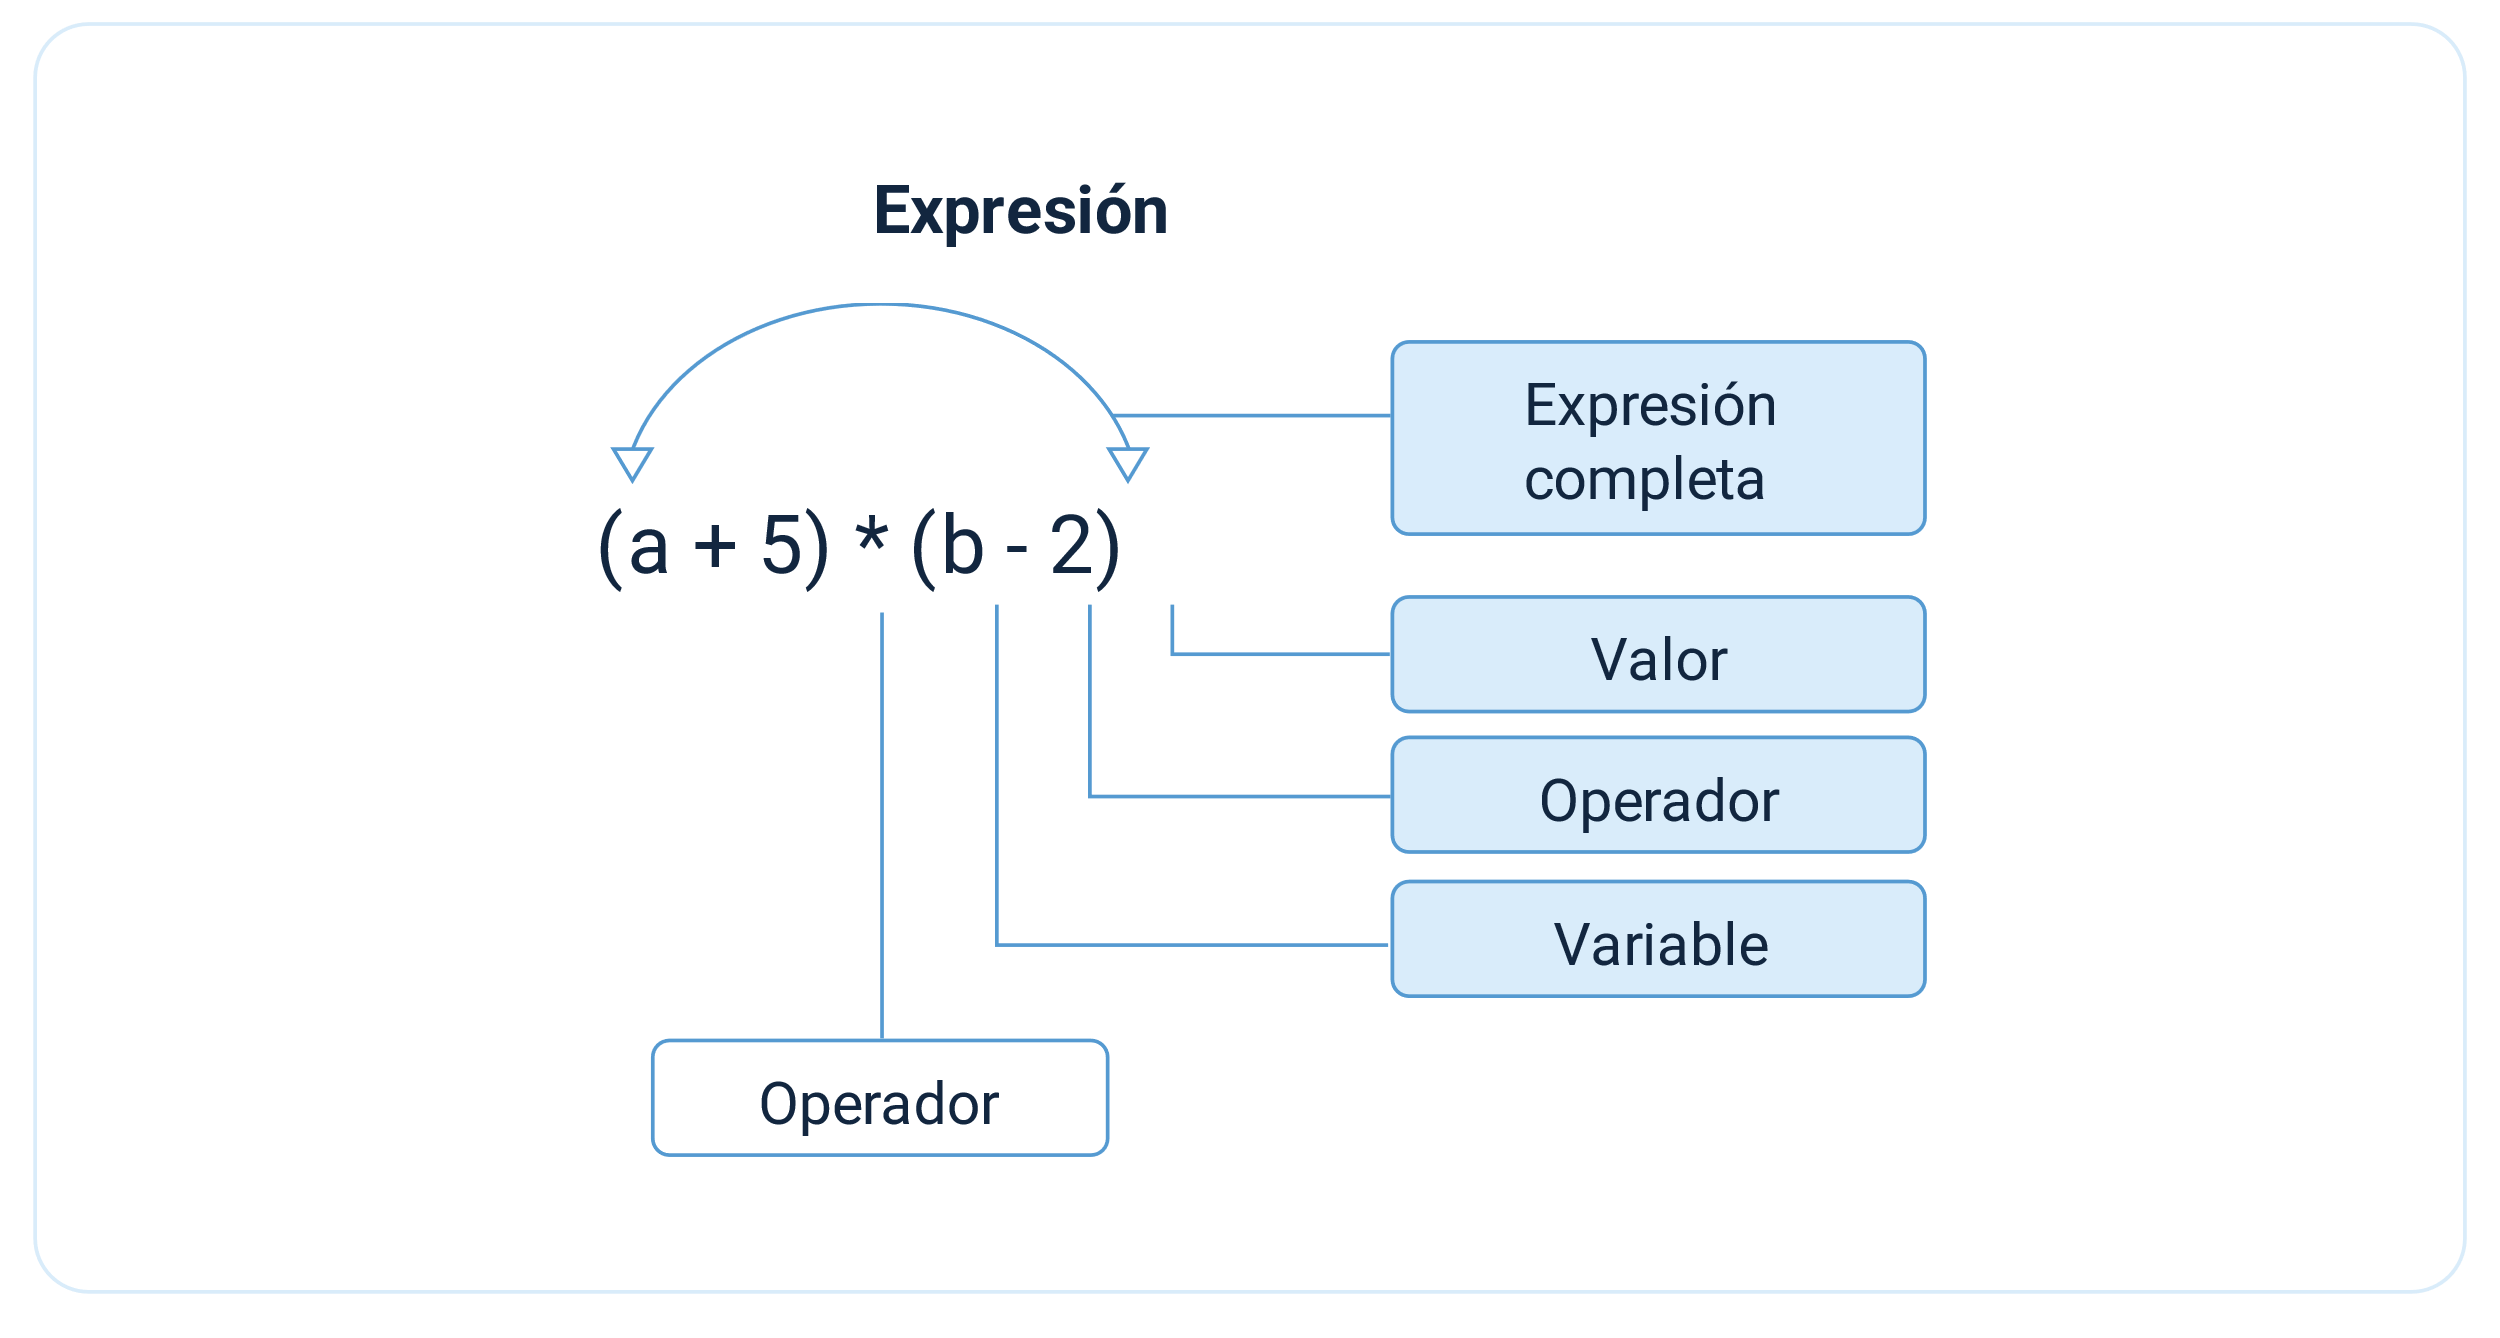 Expresión
Expresión
completa
(a + 5) * (b - 2)
Valor
Operador
Variable
Operador